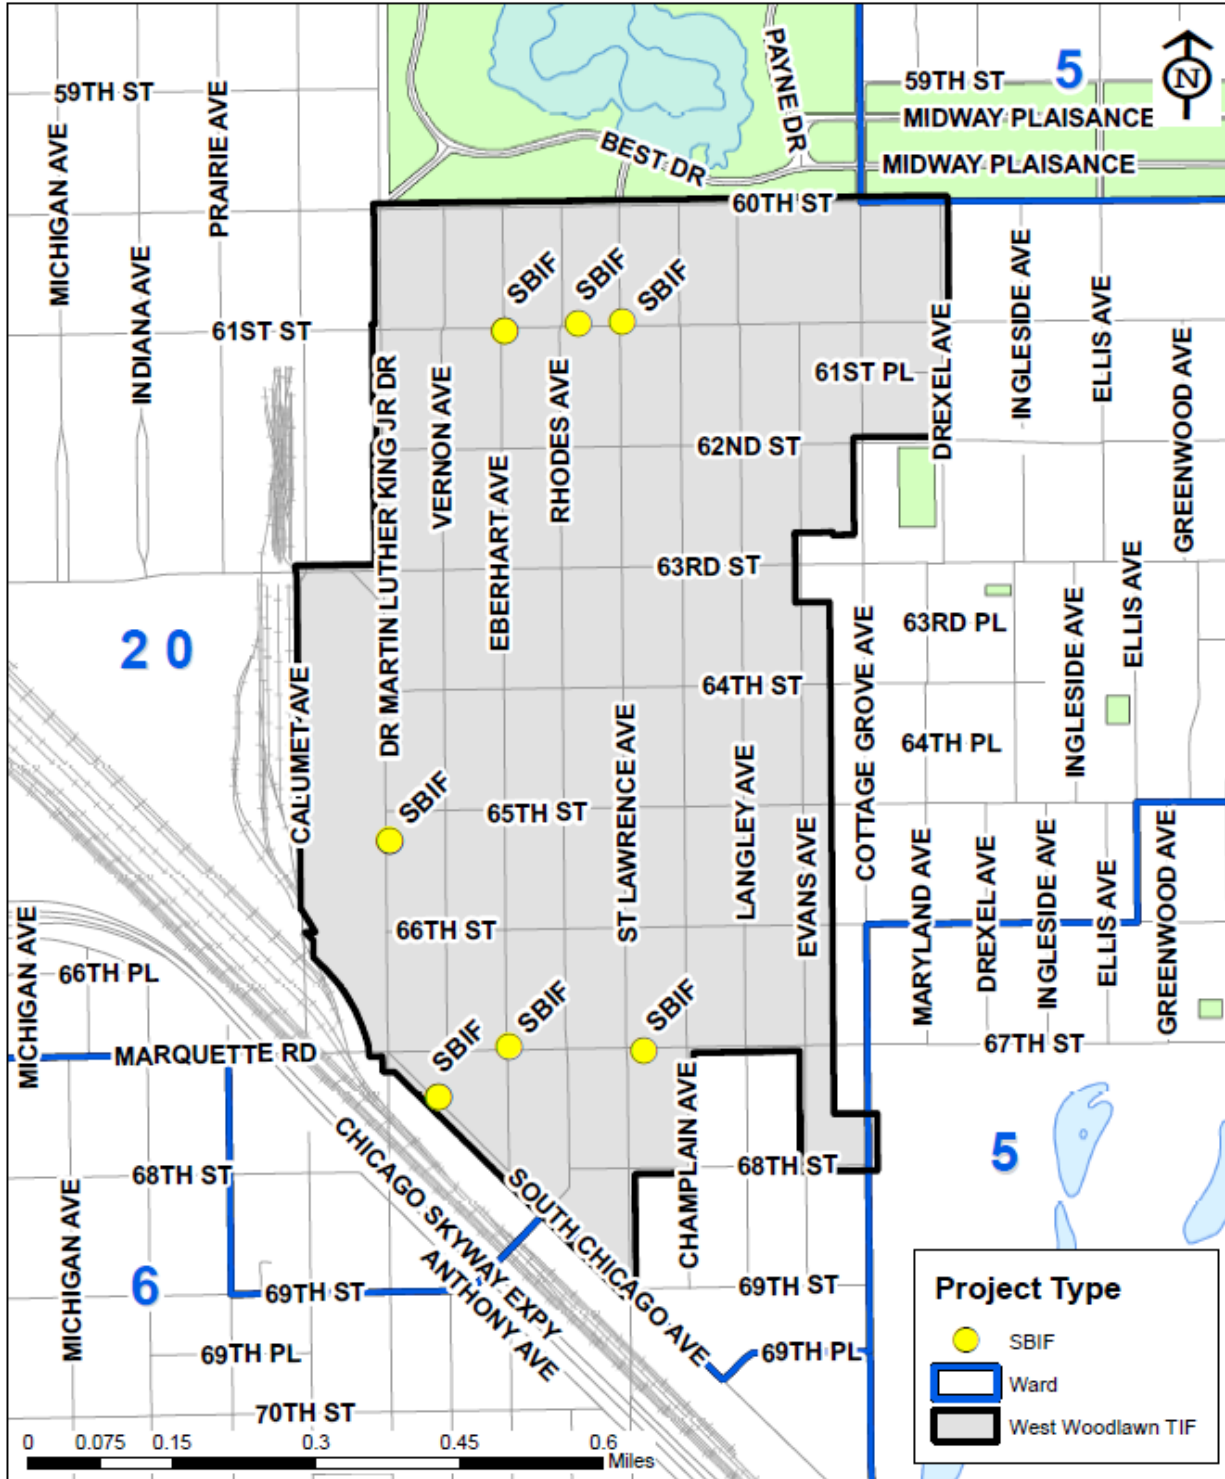 59TH ST
MICHIGAN AVE
PRAIRIE AVE
INDIANA AVE
PAYNE DR
BEST DR
59TH ST
5
N
MIDWAY PLAISANCE
MIDWAY PLAISANCE
60TH ST
SBIF
SBIF
SBIF
61ST ST
DR MARTIN LUTHER KING JR DR
VERNON AVE
EBERHART AVE
RHODES AVE
61ST PL
DREXEL AVE
INGLESIDE AVE
ELLIS AVE
GREENWOOD AVE
62ND ST
63RD ST
20
63RD PL
ELLIS AVE
INGLESIDE AVE
COTTAGE GROVE AVE
CALUMET AVE
64TH ST
64TH PL
ST LAWRENCE AVE
LANGLEY AVE
EVANS AVE
SBIF
65TH ST
MARYLAND AVE
DREXEL AVE
INGLESIDE AVE
ELLIS AVE
GREENWOOD AVE
66TH ST
MICHIGAN AVE
66TH PL
SBIF
SBIF
SBIF
MARQUETTE RD
67TH ST
CHAMPLAIN AVE
CHICAGO SKYWAY EXPY
SOUTH CHICAGO AVE
ANTHONY AVE
68TH ST
68TH ST
5
MICHIGAN AVE
6
69TH ST
69TH ST
69TH PL
69TH PL
70TH ST
Project Type
SBIF
Ward
West Woodlawn TIF
0 0.075 0.15 0.3 0.45 0.6
Miles